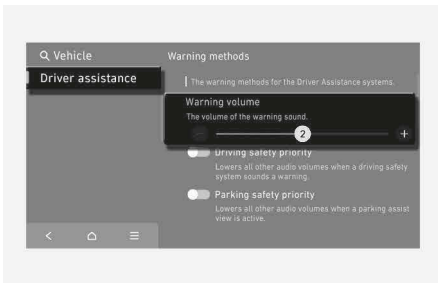 Vehicle
Warning methods
Driver assistance
The warning methods for the Driver Assistance systems.
Warning volume
The volume of the warning sound.
2
Driving safety priority
Lowers all other audio volumes when a driving safety
system sounds a warning.
Parking safety priority
Lowers all other audio volumes when a parking assist
view is active.